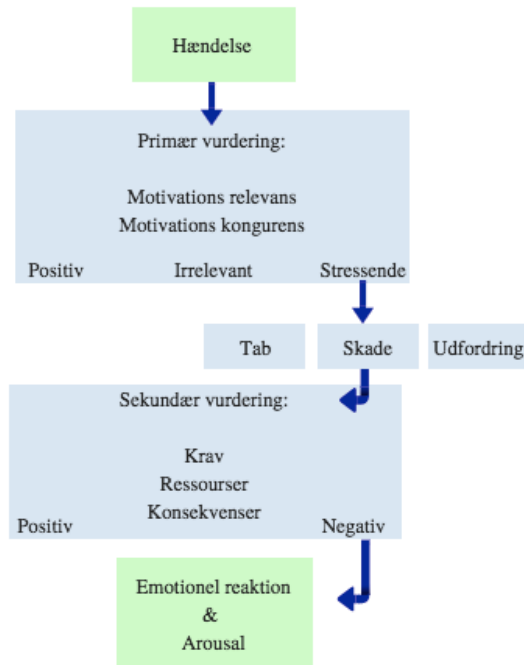 Hændelse
Primær vurdering:
Motivations relevans
Motivations kongurens
Positiv Irrelevant Stressende
Tab Skade Udfordring
Sekundær vurdering:
Krav
Ressourser
Konsekvenser
Positiv Negativ
Emotionel reaktion
&
Arousal